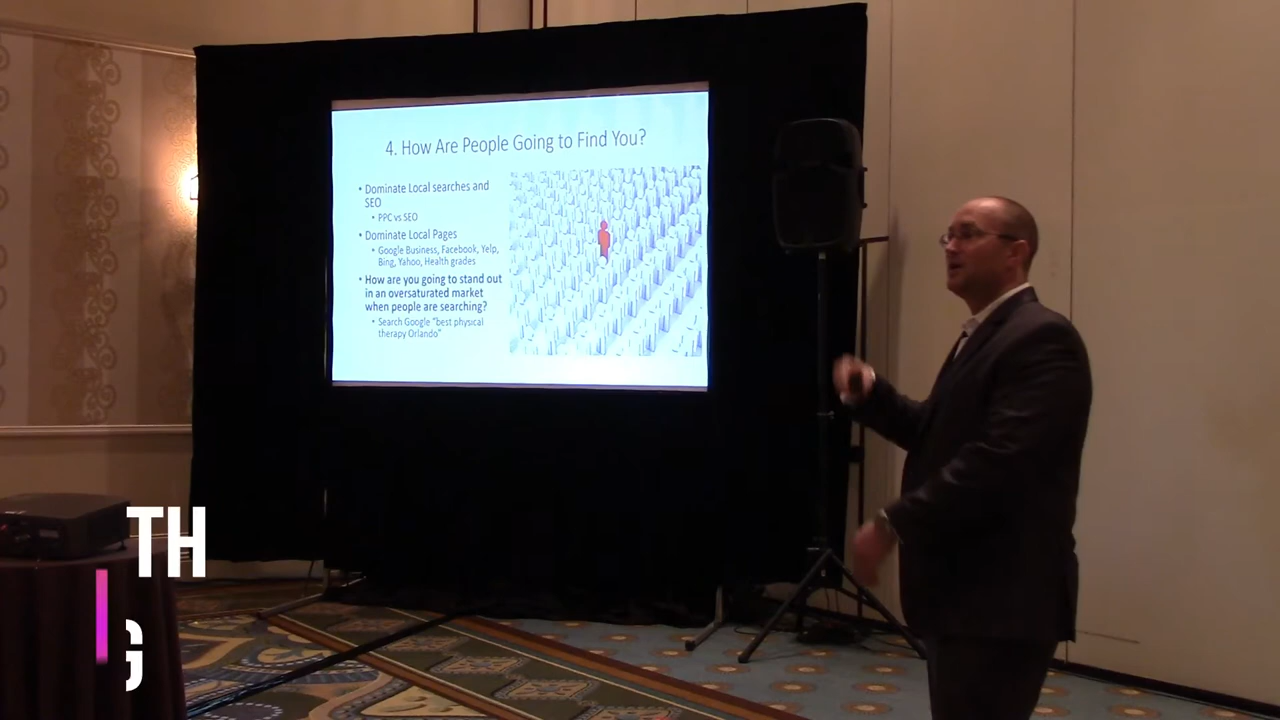 4. How Are People Going to Find You?
• Dominate Local searches and
SEO
• PPC vs SEO
• Dominate Local Pages
• Google Business, Facebook, Yelp,
Bing, Yahoo, Health grades
• How are you going to stand out
in an oversaturated market
when people are searching?
• Search Google "best physical
therapy Orlando"
TH
G